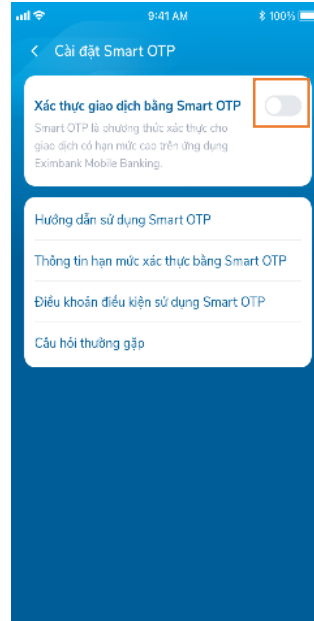 9:41 AM
100%
Cài đặt Smart OTP
Xác thực giao dịch bằng Smart OTP
Smart OTP là phương thức xác thực cho
giao dịch có hạn mức cao trên ứng dụng
Eximbank Mobile Banking.
Hướng dẫn sử dụng Smart OTP
Thông tin hạn mức xác thực bằng Smart OTP
Điều khoản điều kiện sử dụng Smart OTP
Câu hỏi thường gặp